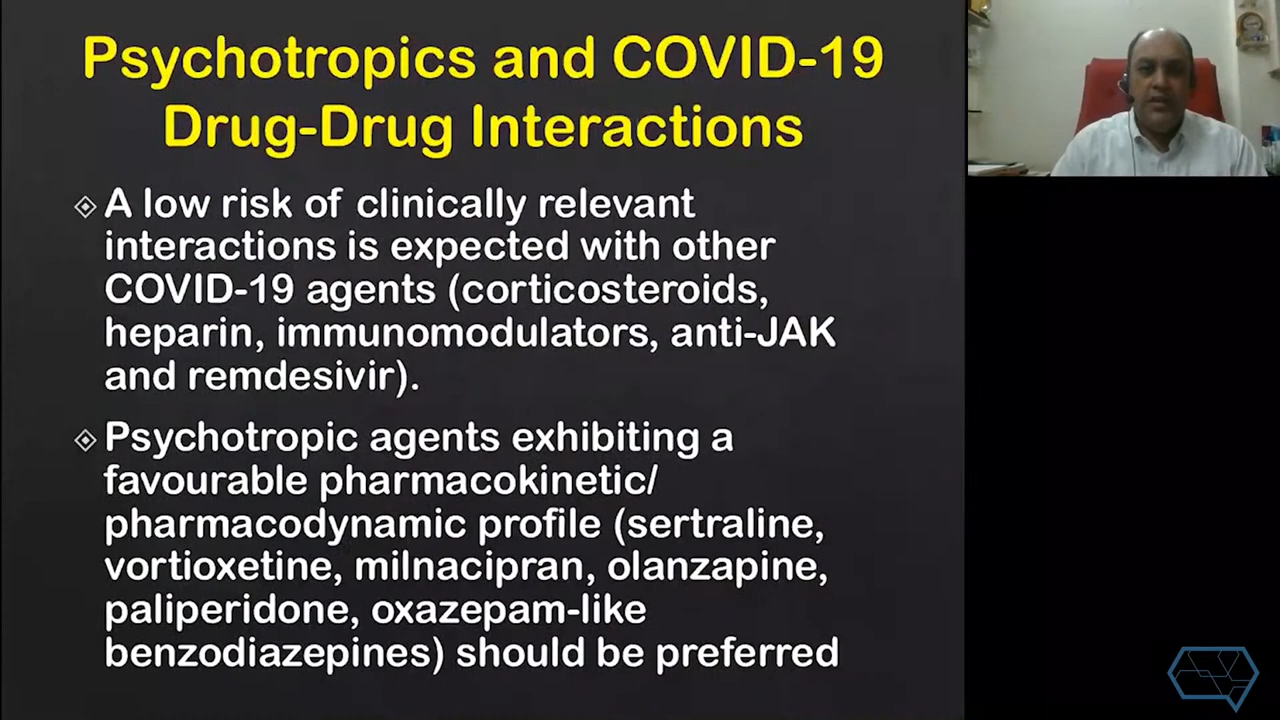 Psychotropics and COVID-19
Drug-Drug Interactions
A low risk of clinically relevant
interactions is expected with other
COVID-19 agents (corticosteroids,
heparin, immunomodulators, anti-JAK
and remdesivir).
Psychotropic agents exhibiting a
favourable pharmacokinetic/
pharmacodynamic profile (sertraline,
vortioxetine, milnacipran, olanzapine,
paliperidone, oxazepam-like
benzodiazepines) should be preferred